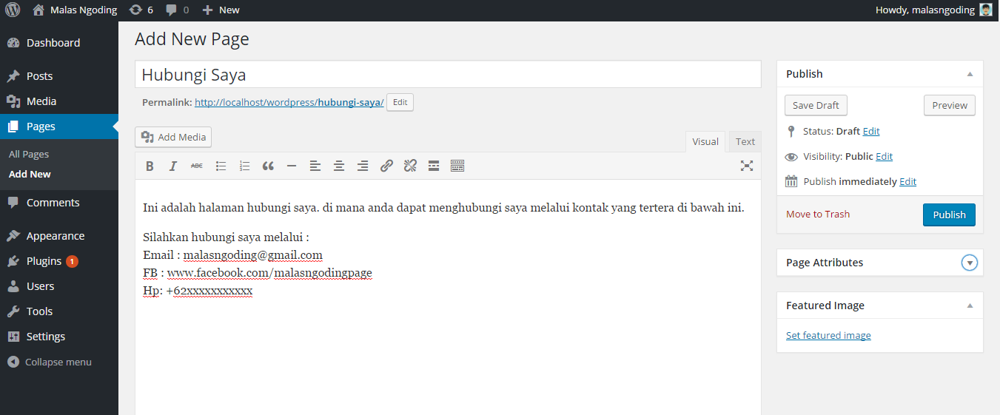 Malas Ngoding 6 0 New Howdy, malasngoding
Dashboard
Posts
Media
Pages
All Pages
Add New
Comments
Appearance
Plugins 1
Users
Tools
Settings
Collapse menu
Add New Page
Hubungi Saya
Permalink: http://localhost/wordpress/hubungi-saya/ Edit
Add Media
Visual Text
B I ABC
Ini adalah halaman hubungi saya. di mana anda dapat menghubungi saya melalui kontak yang tertera di bawah ini.
Silahkan hubungi saya melalui :
Email : malasngoding@gmail.com
FB : www.facebook.com/malasngodingpage
Hp: +62xxxxxxxxxxx
Publish
Save Draft Preview
Status: Draft Edit
Visibility: Public Edit
Publish immediately Edit
Move to Trash Publish
Page Attributes
Featured Image
Set featured image